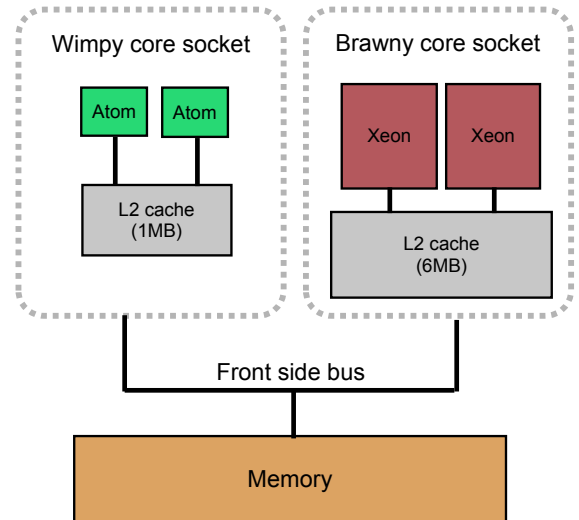 Wimpy core socket
Brawny core socket
Atom
Atom
Xeon
Xeon
L2 cache
(1MB)
L2 cache
(6MB)
Front side bus
Memory